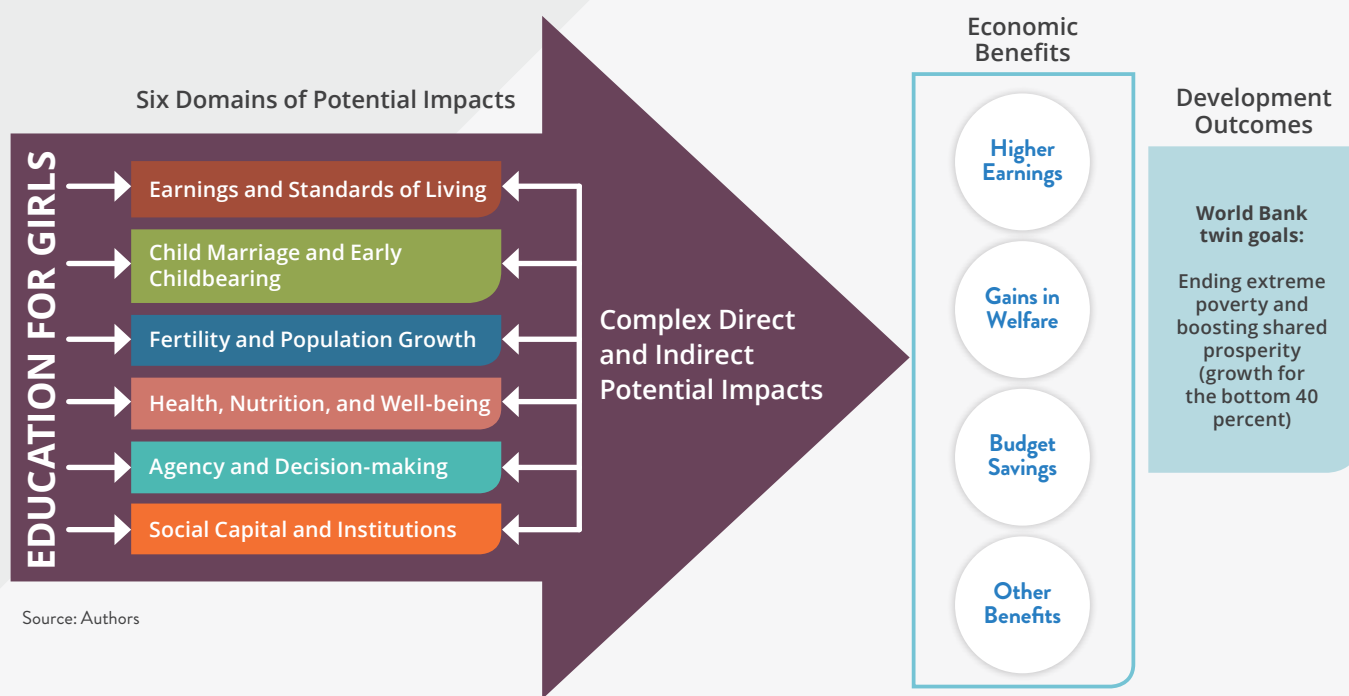 Six Domains of Potential Impacts
EDUCATION FOR GIRLS
Earnings and Standards of Living
Child Marriage and Early
Childbearing
Fertility and Population Growth
Health, Nutrition, and Well-being
Agency and Decision-making
Social Capital and Institutions
Complex Direct
and Indirect
Potential Impacts
Economic
Benefits
Higher
Earnings
Gains in
Welfare
Budget
Savings
Other
Benefits
Development
Outcomes
World Bank
twin goals:
Ending extreme
poverty and
boosting shared
prosperity
(growth for
the bottom 40
percent)
Source: Authors